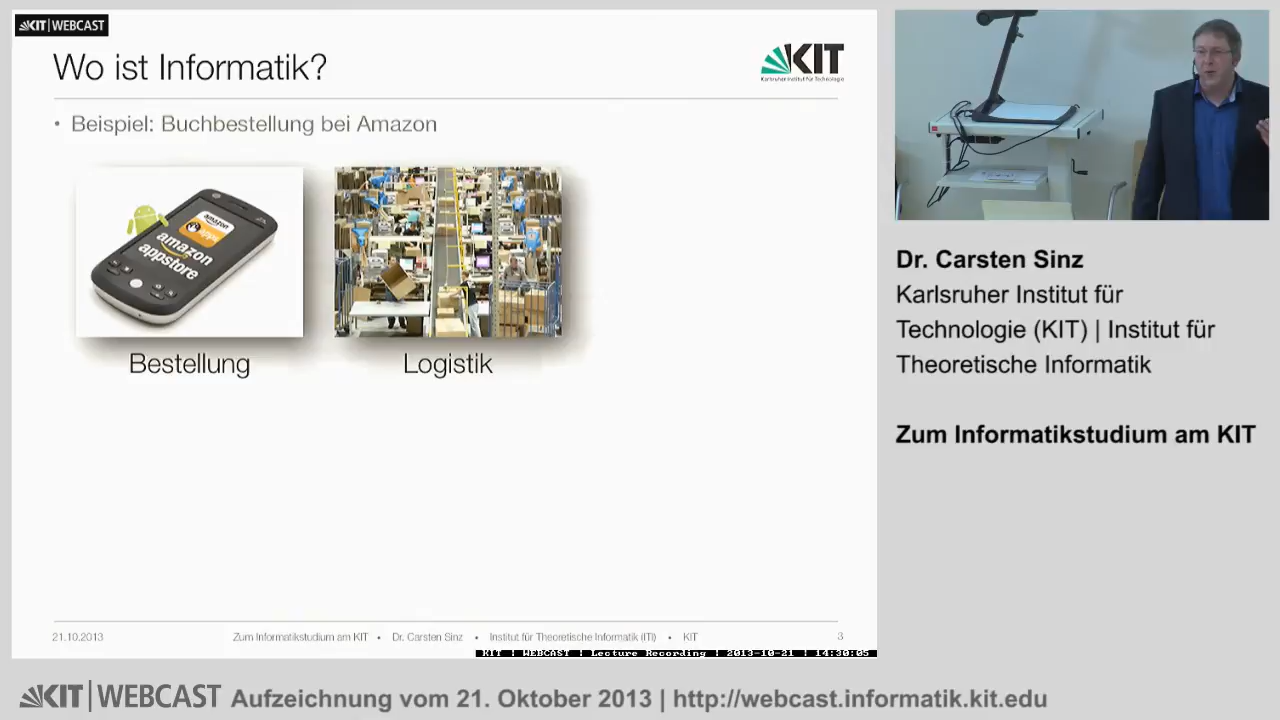 KIT | WEBCAST
Wo ist Informatik?
KIT
Karlsruher Institut für Technologie
• Beispiel: Buchbestellung bei Amazon
amazon
apps
amazon
appstore
Bestellung
Logistik
21.10.2013
Zum Informatikstudium am KIT • Dr. Carsten Sinz • Institut für Theoretische Informatik (ITI) • KIT
3
KIT | WEBCAST | Lecture Recording | 2013-10-21 | 14:30:05
Dr. Carsten Sinz
Karlsruher Institut für
Technologie (KIT) | Institut für
Theoretische Informatik
Zum Informatikstudium am KIT
KIT | WEBCAST Aufzeichnung vom 21. Oktober 2013 | http://webcast.informatik.kit.edu